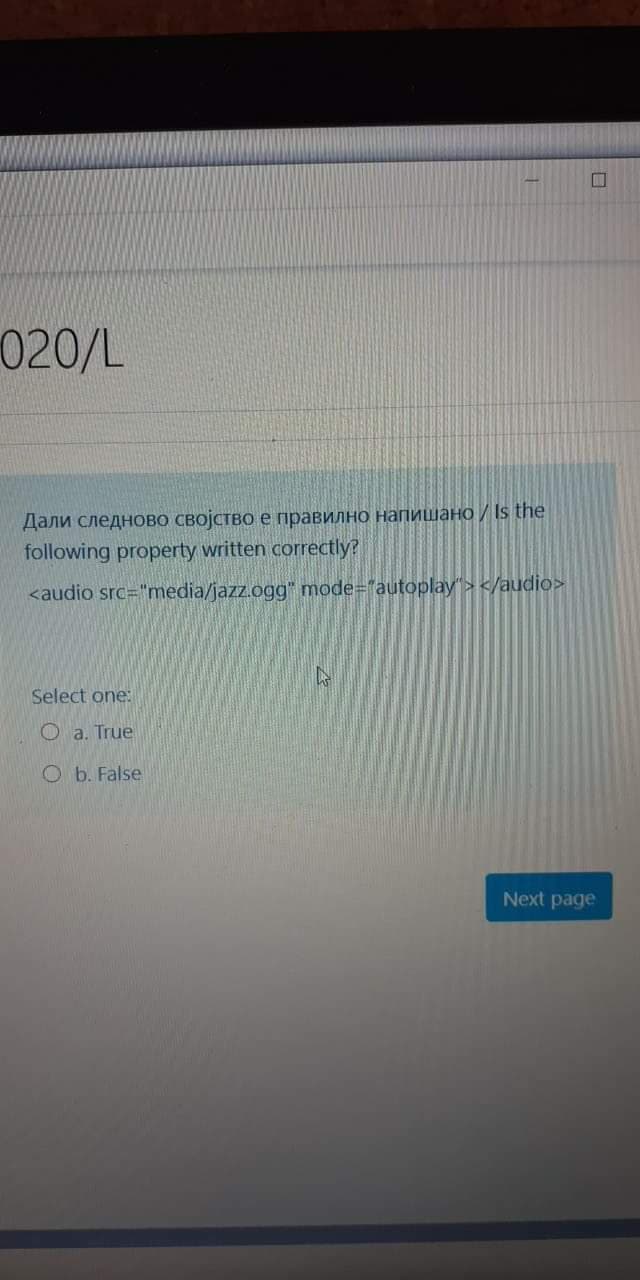 020/L
Дали следново својство е правилно напишано / Is the
following property written correctly?
<audio src="media/jazz.ogg" mode="autoplay"></audio>
Select one:
a. True
b. False
Next page